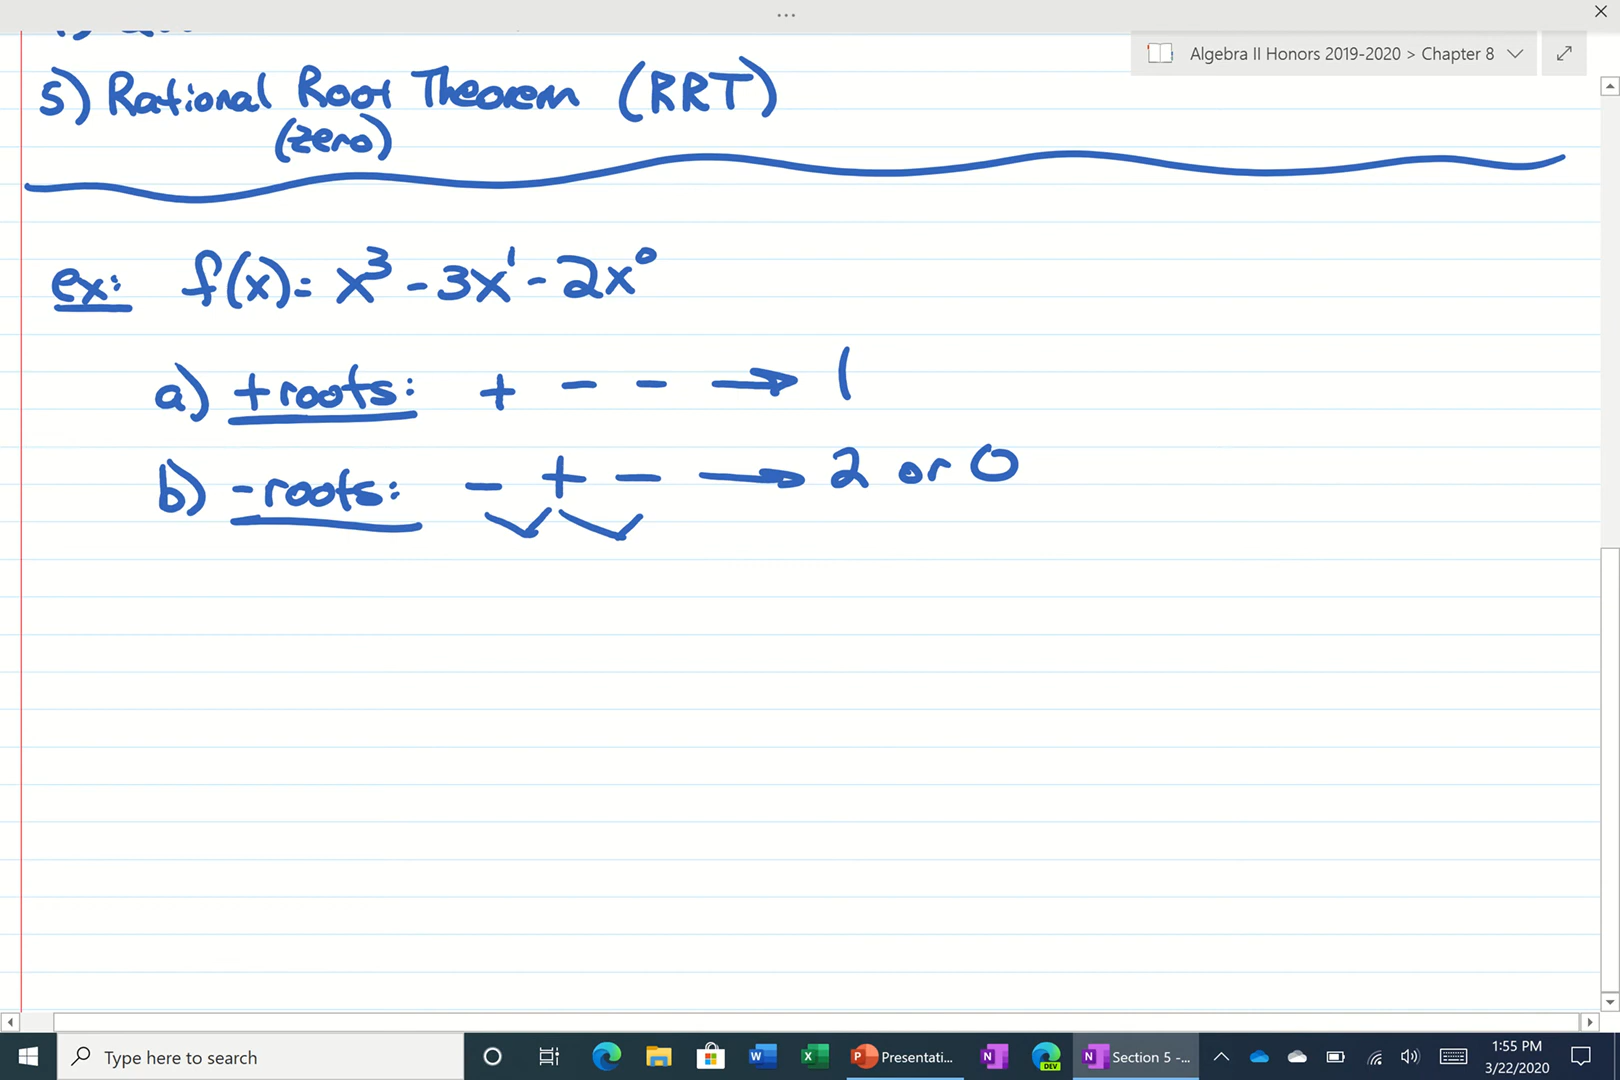 Algebra II Honors 2019-2020 > Chapter 8
5) Rational Root Theorem (RRT)
(zero)
ex: f(x) = x³ - 3x¹ - 2x⁰
a) + roots: + - - → 1
b) - roots: - + - → 2 or 0
Type here to search
Presentati...
DEV
Section 5 -...
1:55 PM
3/22/2020